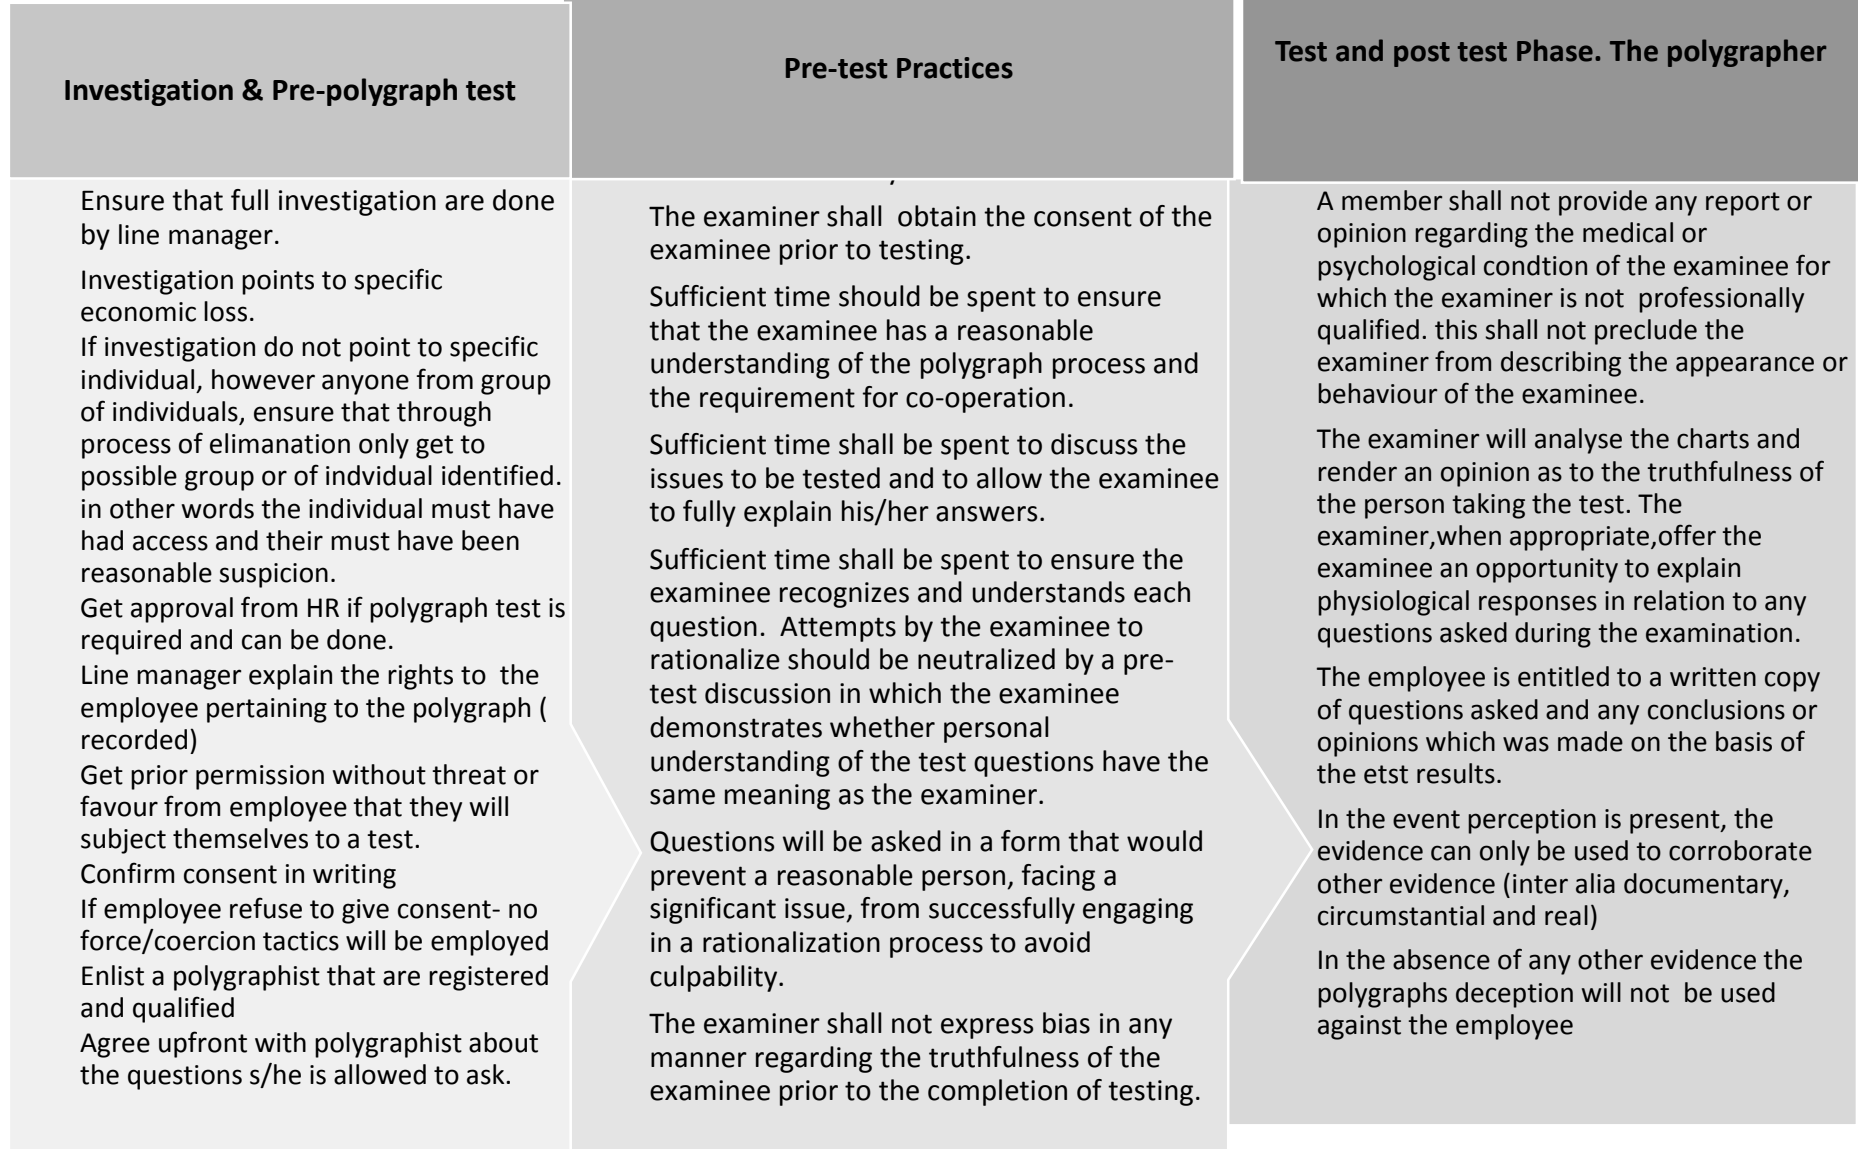 Investigation & Pre-polygraph test
Ensure that full investigation are done
by line manager.
Investigation points to specific
economic loss.
If investigation do not point to specific
individual, however anyone from group
of individuals, ensure that through
process of elimanation only get to
possible group or of indvidual identified.
in other words the individual must have
had access and their must have been
reasonable suspicion.
Get approval from HR if polygraph test is
required and can be done.
Line manager explain the rights to  the
employee pertaining to the polygraph (
recorded)
Get prior permission without threat or
favour from employee that they will
subject themselves to a test.
Confirm consent in writing
If employee refuse to give consent- no
force/coercion tactics will be employed
Enlist a polygraphist that are registered
and qualified
Agree upfront with polygraphist about
the questions s/he is allowed to ask.
Pre-test Practices
The examiner shall  obtain the consent of the
examinee prior to testing.
Sufficient time should be spent to ensure
that the examinee has a reasonable
understanding of the polygraph process and
the requirement for co-operation.
Sufficient time shall be spent to discuss the
issues to be tested and to allow the examinee
to fully explain his/her answers.
Sufficient time shall be spent to ensure the
examinee recognizes and understands each
question.  Attempts by the examinee to
rationalize should be neutralized by a pre-
test discussion in which the examinee
demonstrates whether personal
understanding of the test questions have the
same meaning as the examiner.
Questions will be asked in a form that would
prevent a reasonable person, facing a
significant issue, from successfully engaging
in a rationalization process to avoid
culpability.
The examiner shall not express bias in any
manner regarding the truthfulness of the
examinee prior to the completion of testing.
Test and post test Phase. The polygrapher
A member shall not provide any report or
opinion regarding the medical or
psychological condtion of the examinee for
which the examiner is not  professionally
qualified. this shall not preclude the
examiner from describing the appearance or
behaviour of the examinee.
The examiner will analyse the charts and
render an opinion as to the truthfulness of
the person taking the test. The
examiner,when appropriate,offer the
examinee an opportunity to explain
physiological responses in relation to any
questions asked during the examination.
The employee is entitled to a written copy
of questions asked and any conclusions or
opinions which was made on the basis of
the etst results.
In the event perception is present, the
evidence can only be used to corroborate
other evidence (inter alia documentary,
circumstantial and real)
In the absence of any other evidence the
polygraphs deception will not  be used
against the employee